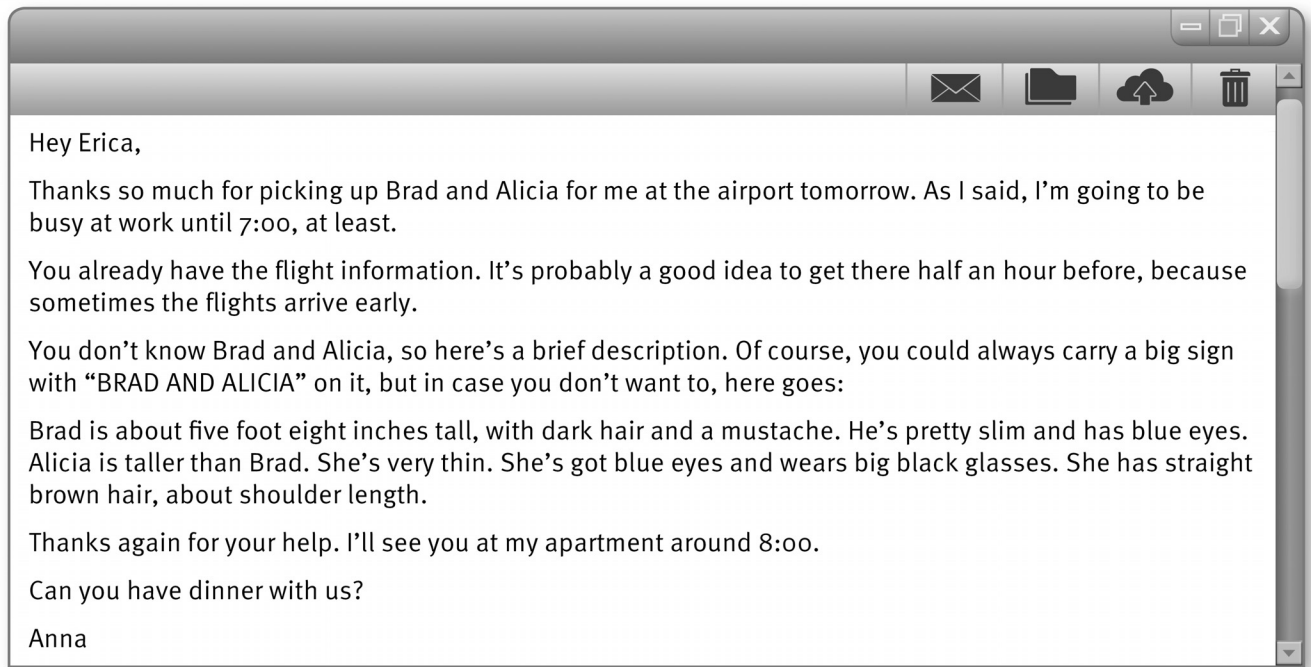 Hey Erica,
Thanks so much for picking up Brad and Alicia for me at the airport tomorrow. As I said, I’m going to be
busy at work until 7:00, at least.
You already have the flight information. It’s probably a good idea to get there half an hour before, because
sometimes the flights arrive early.
You don’t know Brad and Alicia, so here’s a brief description. Of course, you could always carry a big sign
with “BRAD AND ALICIA” on it, but in case you don’t want to, here goes:
Brad is about five foot eight inches tall, with dark hair and a mustache. He’s pretty slim and has blue eyes.
Alicia is taller than Brad. She’s very thin. She’s got blue eyes and wears big black glasses. She has straight
brown hair, about shoulder length.
Thanks again for your help. I’ll see you at my apartment around 8:00.
Can you have dinner with us?
Anna